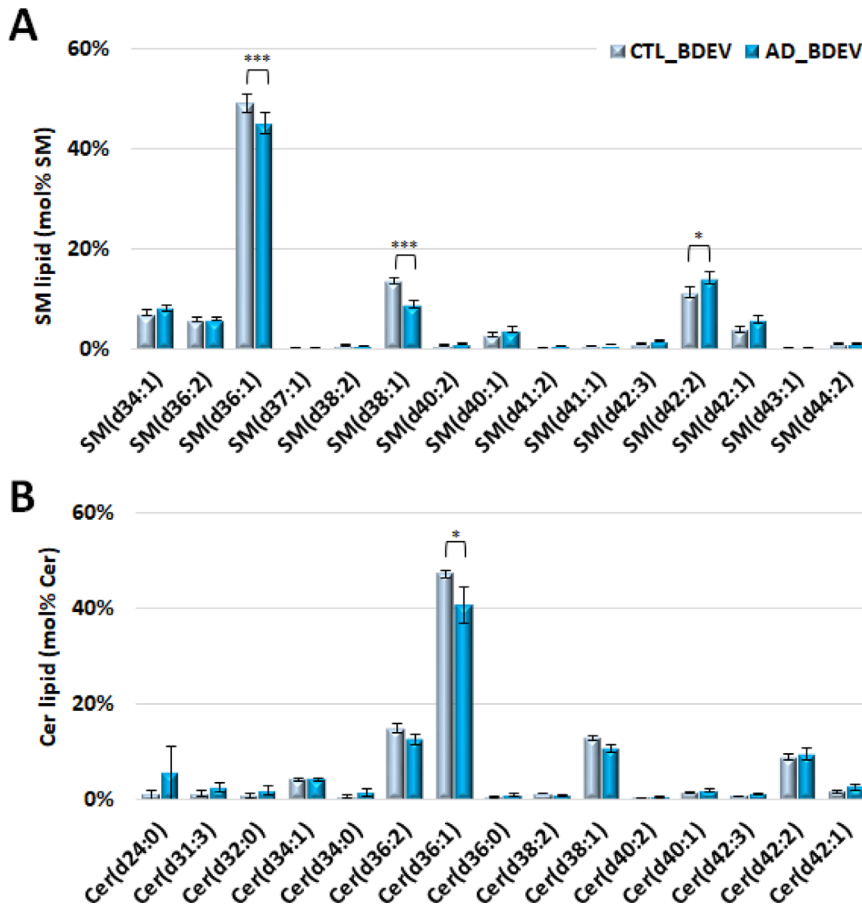 A
60%
CTL_BDEV AD_BDEV
***
40%
SM lipid (mol% SM)
20%
***
*
0%
SM(d34:1)
SM(d36:2)
SM(d36:1)
SM(d37:1)
SM(d38:2)
SM(d38:1)
SM(d40:2)
SM(d40:1)
SM(d41:2)
SM(d41:1)
SM(d42:3)
SM(d42:2)
SM(d42:1)
SM(d43:1)
SM(d44:2)
B
60%
*
40%
Cer lipid (mol% Cer)
20%
0%
Cer(d24:0)
Cer(d31:3)
Cer(d32:0)
Cer(d34:1)
Cer(d34:0)
Cer(d36:2)
Cer(d36:1)
Cer(d36:0)
Cer(d38:2)
Cer(d38:1)
Cer(d40:2)
Cer(d40:1)
Cer(d42:3)
Cer(d42:2)
Cer(d42:1)